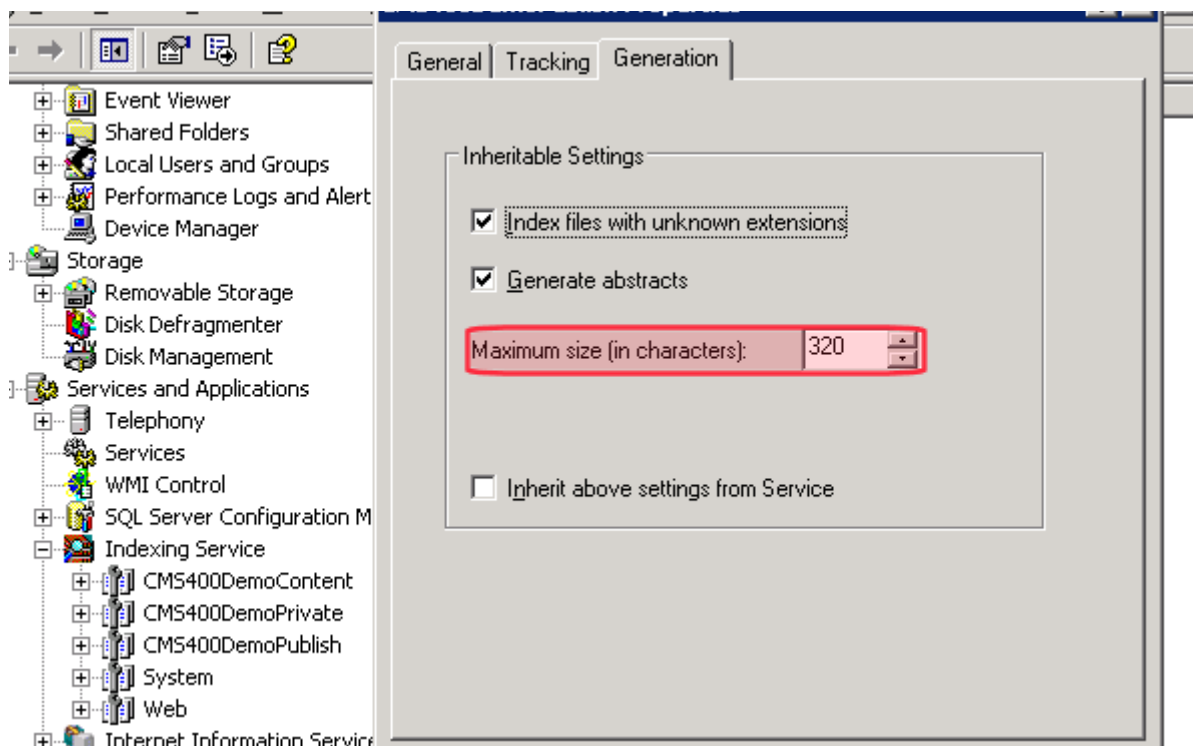 General
Tracking
Generation
Event Viewer
Shared Folders
Local Users and Groups
Performance Logs and Alert
Device Manager
Storage
Removable Storage
Disk Defragmenter
Disk Management
Services and Applications
Telephony
Services
WMI Control
SQL Server Configuration M
Indexing Service
CMS400DemoContent
CMS400DemoPrivate
CMS400DemoPublish
System
Web
Internet Information Service
Inheritable Settings
Index files with unknown extensions
Generate abstracts
Maximum size (in characters): 320
Inherit above settings from Service